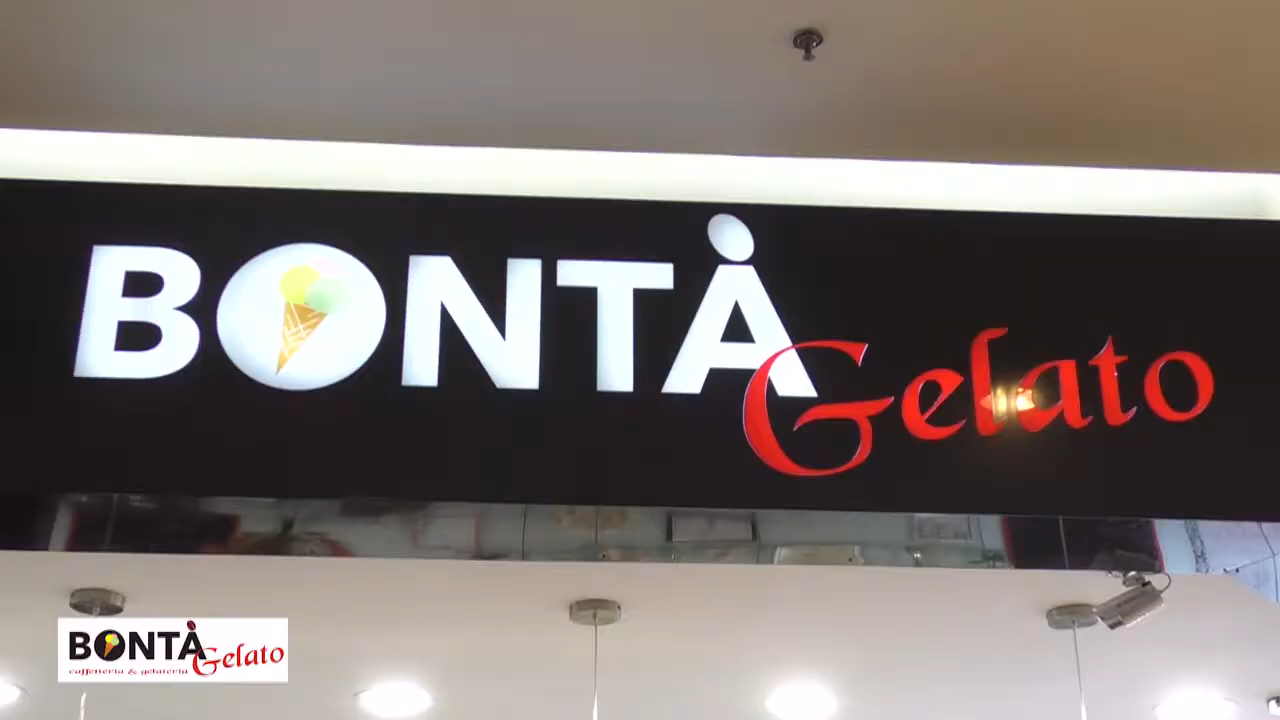 BONTÀ
Gelato
BONTÀ
caffetteria & gelateria
Gelato